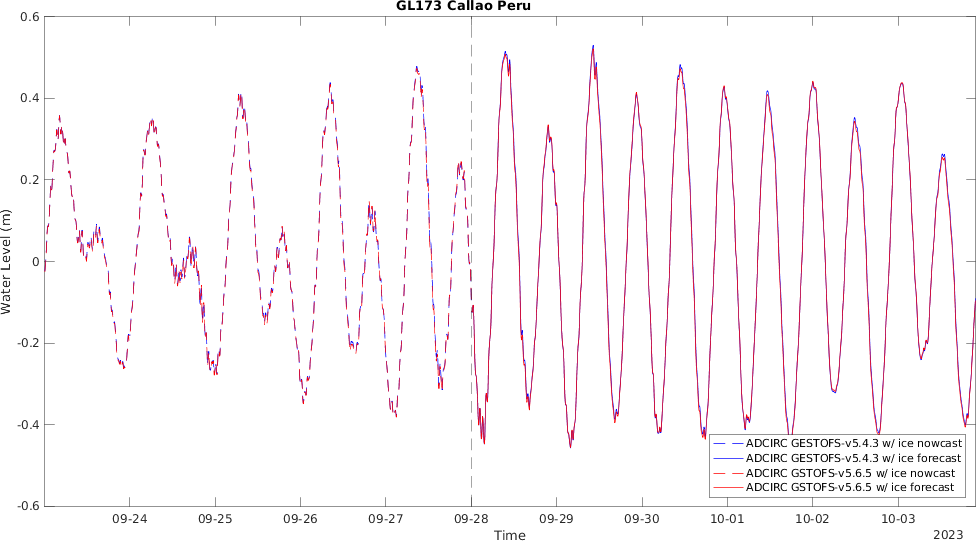 GL173 Callao Peru
0.6
0.4
0.2
0
-0.2
-0.4
-0.6
Water Level (m)
ADCIRC GESTOFS-v5.4.3 w/ ice nowcast
ADCIRC GESTOFS-v5.4.3 w/ ice forecast
ADCIRC GSTOFS-v5.6.5 w/ ice nowcast
ADCIRC GSTOFS-v5.6.5 w/ ice forecast
09-24 09-25 09-26 09-27 09-28 09-29 09-30 10-01 10-02 10-03
Time
2023